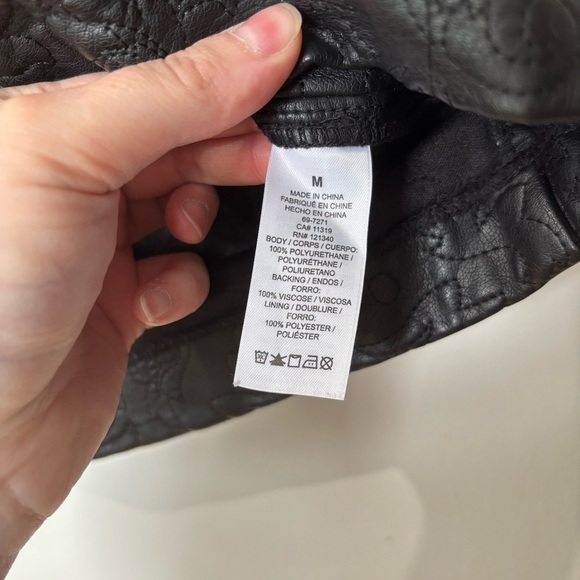 M
MADE IN CHINA
FABRIQUÉ EN CHINE
HECHO EN CHINA
69-7271
CA# 11319
RN# 121340
BODY / CORPS / CUERPO:
100% POLYURETHANE /
POLYURÉTHANE /
POLIURETANO
BACKING / ENDOS /
FORRO:
100% VISCOSE / VISCOSA
LINING / DOUBLURE /
FORRO:
100% POLYESTER /
POLIÉSTER